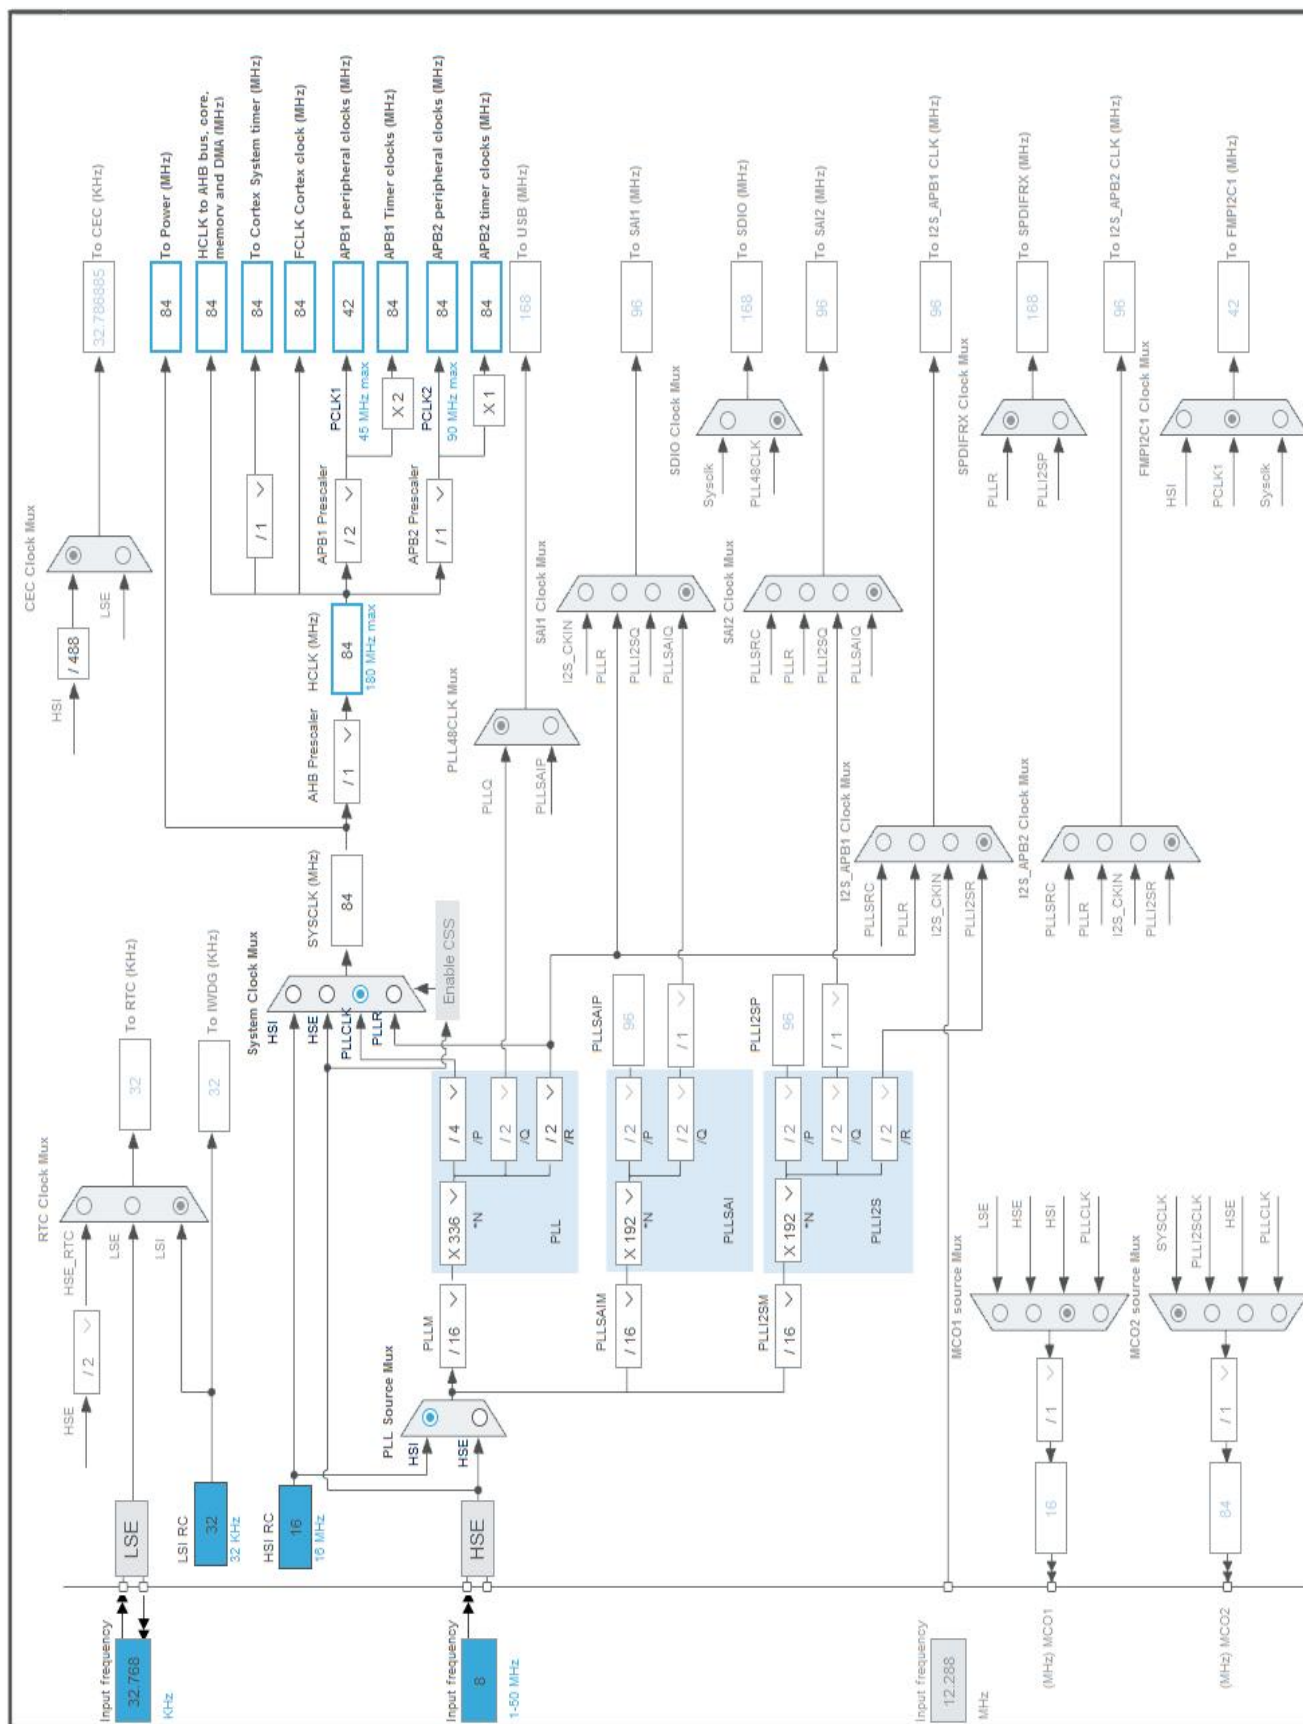 Input frequency
32.768
KHz
LSE
LSI RC
32
32 KHz
HSI RC
16
16 MHz
Input frequency
8
1-50 MHz
HSE
HSE
/ 2
HSE_RTC
LSE
LSI
RTC Clock Mux
32
To RTC (KHz)
32
To IWDG (KHz)
HSI
/ 488
LSE
CEC Clock Mux
32.786885
To CEC (KHz)
PLL Source Mux
HSI
HSE
PLLM
/ 16
X 336
*N
/ 4
/P
/ 2
/Q
/ 2
/R
PLL
System Clock Mux
HSI
HSE
PLLCLK
PLLR
Enable CSS
SYSCLK (MHz)
84
AHB Prescaler
/ 1
HCLK (MHz)
84
180 MHz max
/ 1
APB1 Prescaler
/ 2
APB2 Prescaler
/ 1
PCLK1
45 MHz max
X 2
PCLK2
90 MHz max
X 1
84
To Power (MHz)
84
HCLK to AHB bus, core,
memory and DMA (MHz)
84
To Cortex System timer (MHz)
84
FCLK Cortex clock (MHz)
42
APB1 peripheral clocks (MHz)
84
APB1 Timer clocks (MHz)
84
APB2 peripheral clocks (MHz)
84
APB2 timer clocks (MHz)
PLLQ
PLLSAIP
PLL48CLK Mux
168
To USB (MHz)
PLLSAIM
/ 16
X 192
*N
/ 2
/P
/ 2
/Q
PLLSAI
PLLSAIP
96
/ 1
SAI1 Clock Mux
I2S_CKIN
PLLR
PLLI2SQ
PLLSAIQ
96
To SAI1 (MHz)
SDIO Clock Mux
Sysclk
PLL48CLK
168
To SDIO (MHz)
PLLI2SM
/ 16
X 192
*N
/ 2
/P
/ 2
/Q
/ 2
/R
PLLI2S
PLLI2SP
96
/ 1
SAI2 Clock Mux
PLLSRC
PLLR
PLLI2SQ
PLLSAIQ
96
To SAI2 (MHz)
I2S_APB1 Clock Mux
PLLSRC
PLLR
I2S_CKIN
PLLI2SR
96
To I2S_APB1 CLK (MHz)
SPDIFRX Clock Mux
PLLR
PLLI2SP
168
To SPDIFRX (MHz)
I2S_APB2 Clock Mux
PLLSRC
PLLR
I2S_CKIN
PLLI2SR
96
To I2S_APB2 CLK (MHz)
FMPI2C1 Clock Mux
HSI
PCLK1
Sysclk
42
To FMPI2C1 (MHz)
Input frequency
12.288
MHz
MCO1 source Mux
LSE
HSE
HSI
PLLCLK
/ 1
16
(MHz) MCO1
MCO2 source Mux
SYSCLK
PLLI2SCLK
HSE
PLLCLK
/ 1
84
(MHz) MCO2